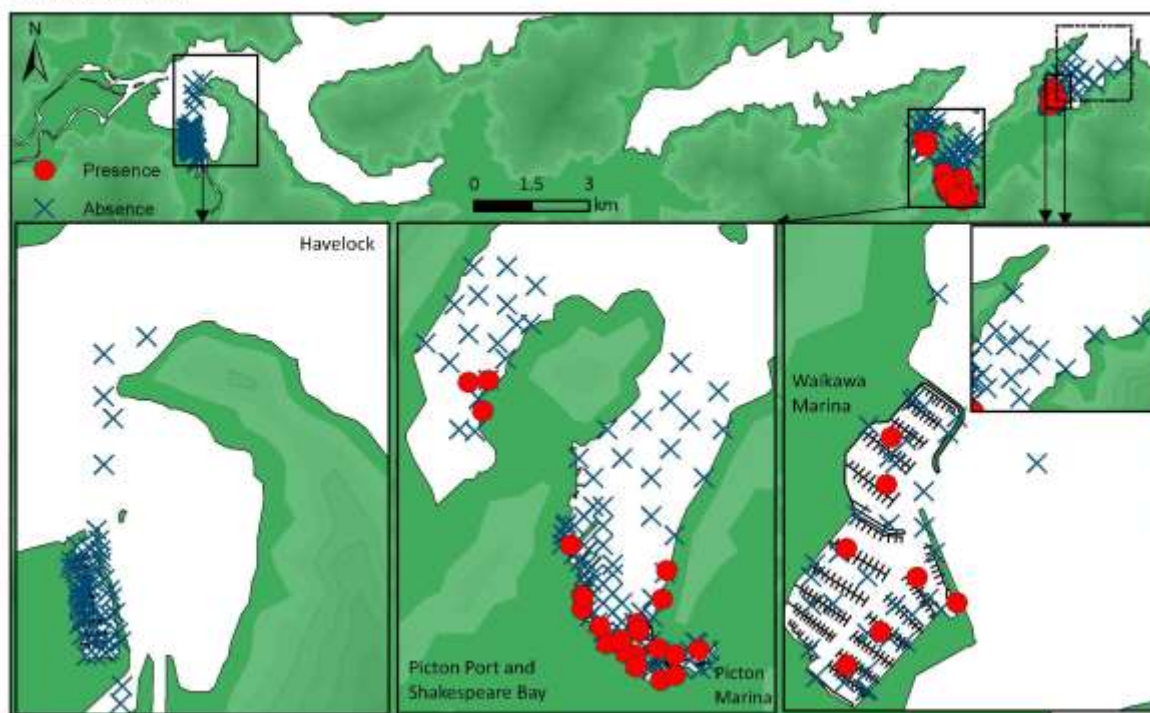 N
Presence
Absence
0 1.5 3
km
Havelock
Picton Port and
Shakespeare Bay
Picton
Marina
Waikawa
Marina